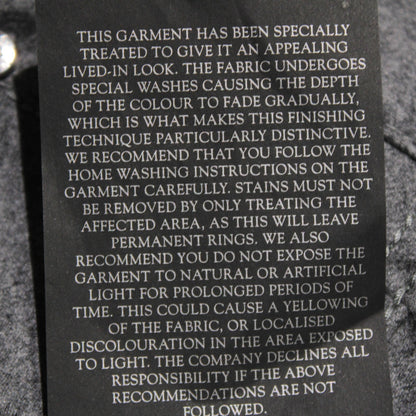 THIS GARMENT HAS BEEN SPECIALLY
TREATED TO GIVE IT AN APPEALING
LIVED-IN LOOK. THE FABRIC UNDERGOES
SPECIAL WASHES CAUSING THE DEPTH
OF THE COLOUR TO FADE GRADUALLY,
WHICH IS WHAT MAKES THIS FINISHING
TECHNIQUE PARTICULARLY DISTINCTIVE.
WE RECOMMEND THAT YOU FOLLOW THE
HOME WASHING INSTRUCTIONS ON THE
GARMENT CAREFULLY. STAINS MUST NOT
BE REMOVED BY ONLY TREATING THE
AFFECTED AREA, AS THIS WILL LEAVE
PERMANENT RINGS. WE ALSO
RECOMMEND YOU DO NOT EXPOSE THE
GARMENT TO NATURAL OR ARTIFICIAL
LIGHT FOR PROLONGED PERIODS OF
TIME. THIS COULD CAUSE A YELLOWING
OF THE FABRIC, OR LOCALISED
DISCOLOURATION IN THE AREA EXPOSED
TO LIGHT. THE COMPANY DECLINES ALL
RESPONSIBILITY IF THE ABOVE
RECOMMENDATIONS ARE NOT
FOLLOWED.